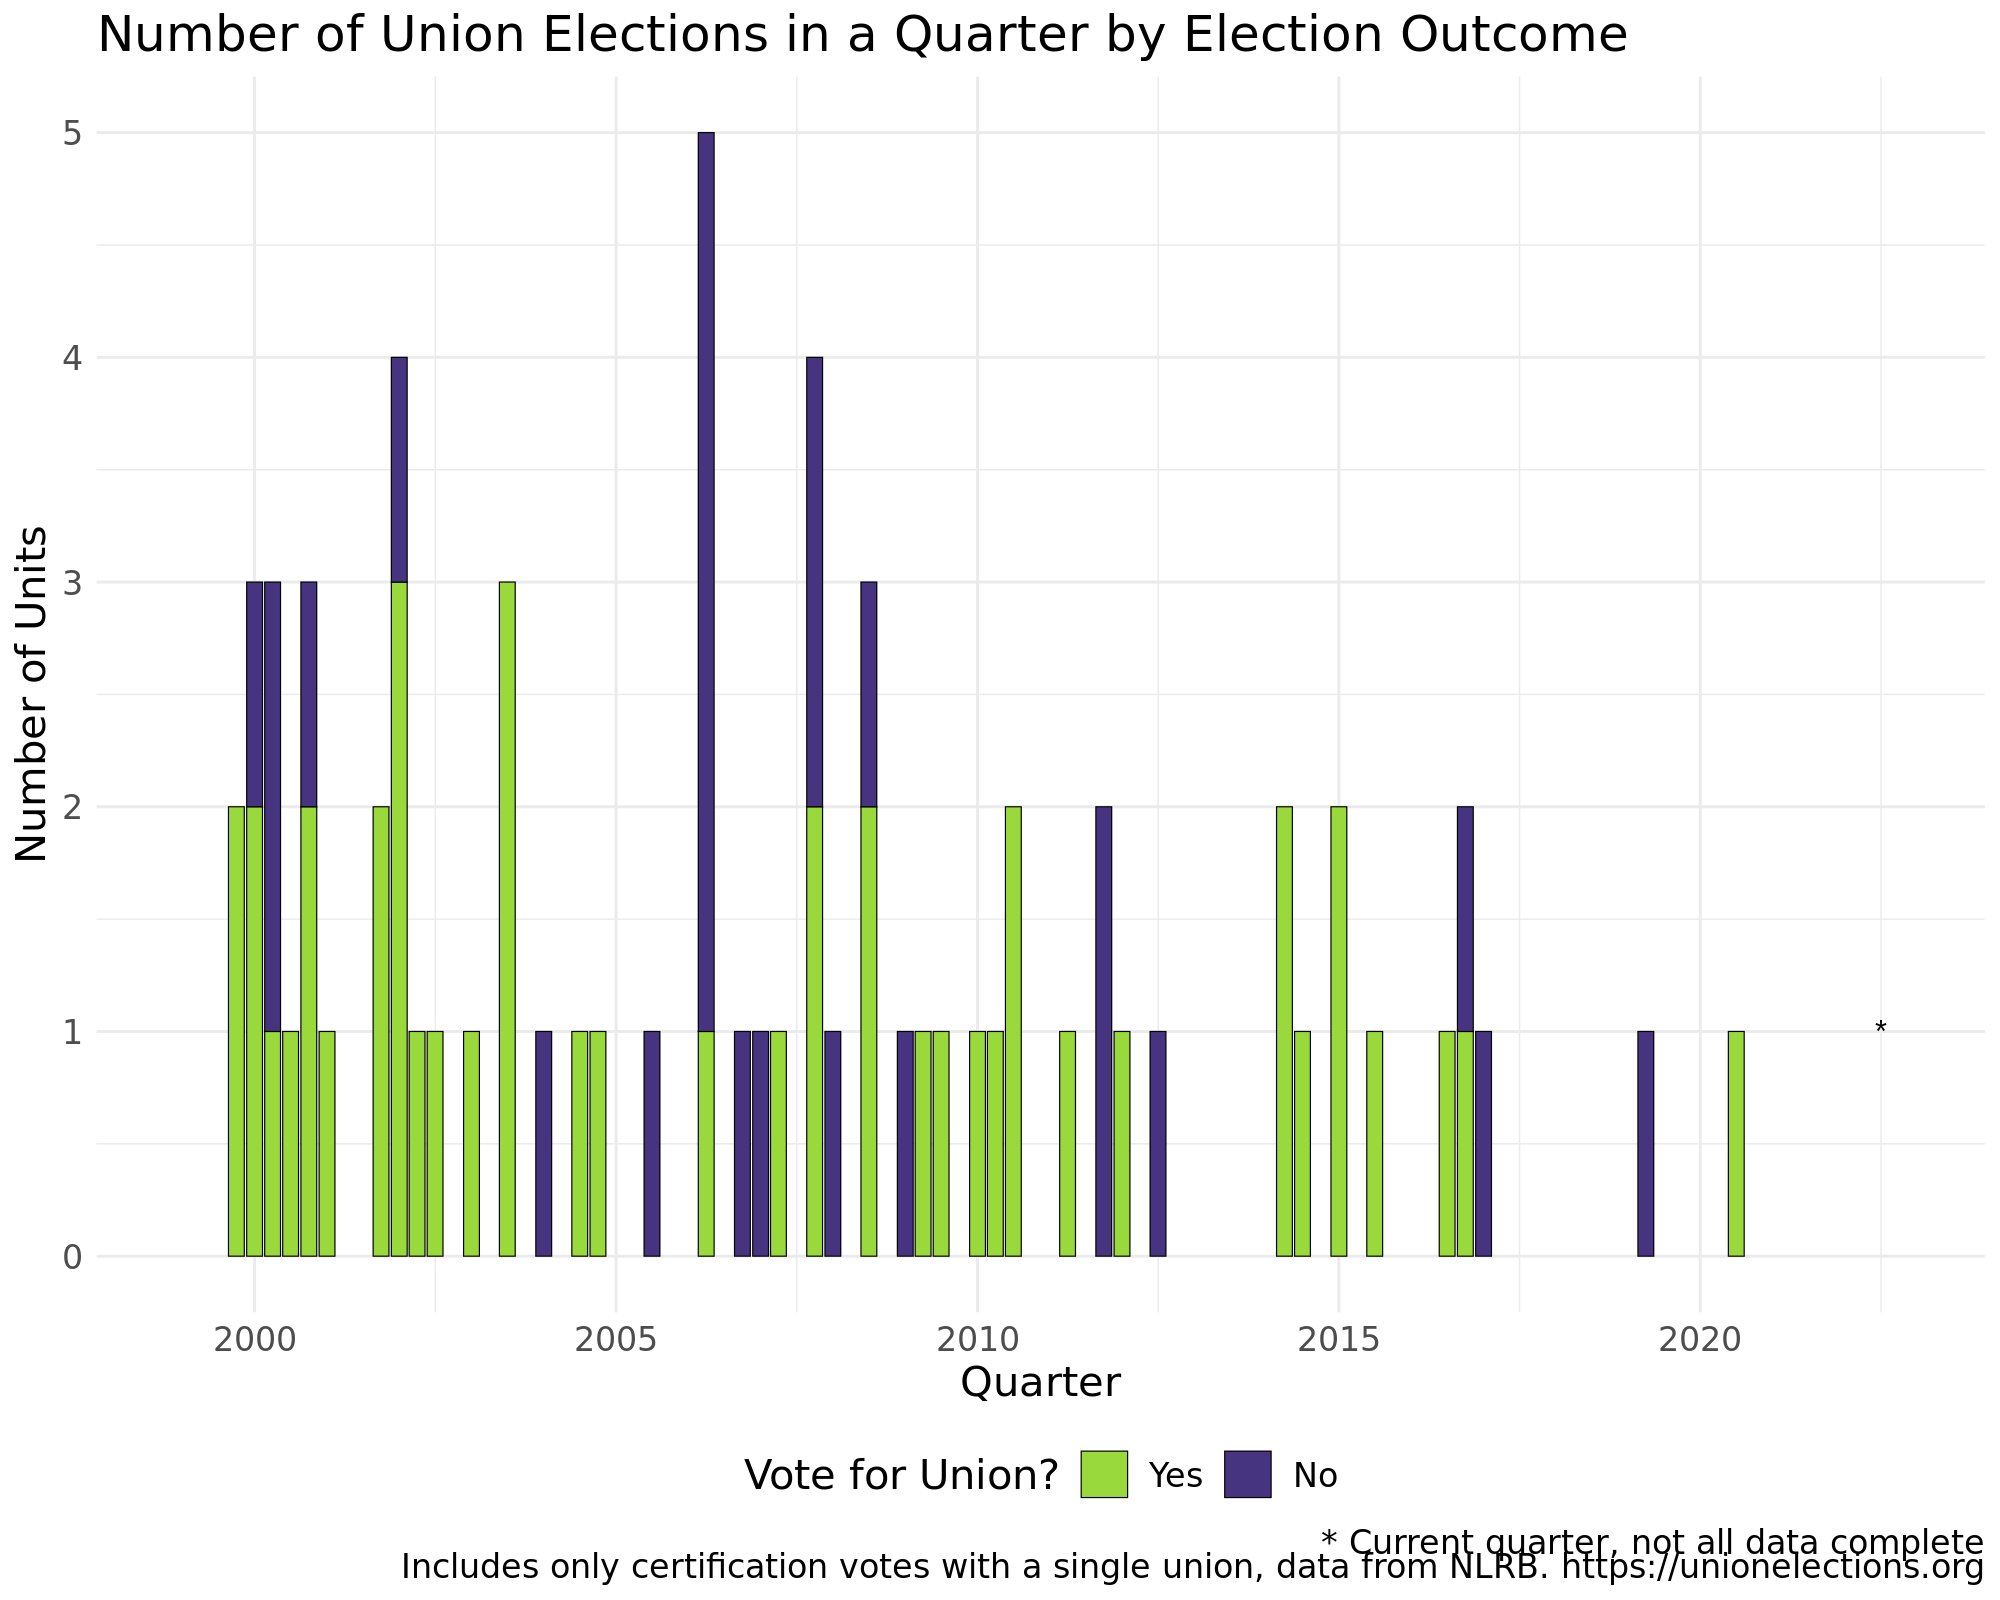 Number of Union Elections in a Quarter by Election Outcome
Number of Units
5
4
3
2
1
0
*
2000 2005 2010 2015 2020
Quarter
Vote for Union? Yes No
* Current quarter, not all data complete
Includes only certification votes with a single union, data from NLRB. https://unionelections.org